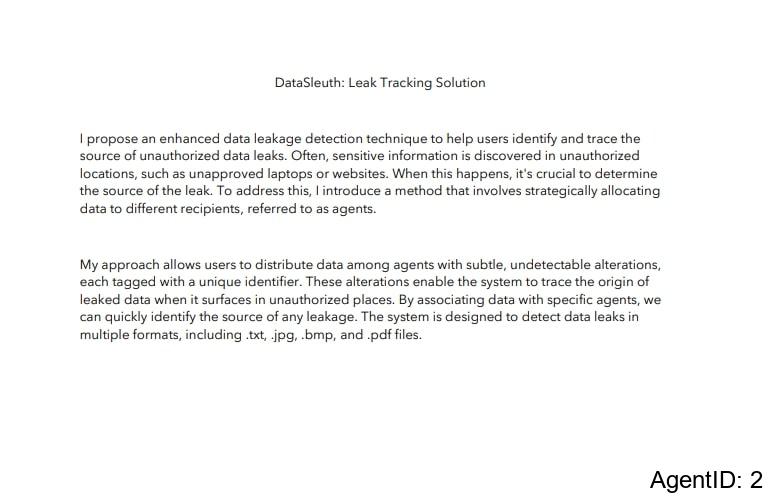 DataSleuth: Leak Tracking Solution
I propose an enhanced data leakage detection technique to help users identify and trace the
source of unauthorized data leaks. Often, sensitive information is discovered in unauthorized
locations, such as unapproved laptops or websites. When this happens, it's crucial to determine
the source of the leak. To address this, I introduce a method that involves strategically allocating
data to different recipients, referred to as agents.
My approach allows users to distribute data among agents with subtle, undetectable alterations,
each tagged with a unique identifier. These alterations enable the system to trace the origin of
leaked data when it surfaces in unauthorized places. By associating data with specific agents, we
can quickly identify the source of any leakage. The system is designed to detect data leaks in
multiple formats, including .txt, .jpg, .bmp, and .pdf files.
AgentID: 2